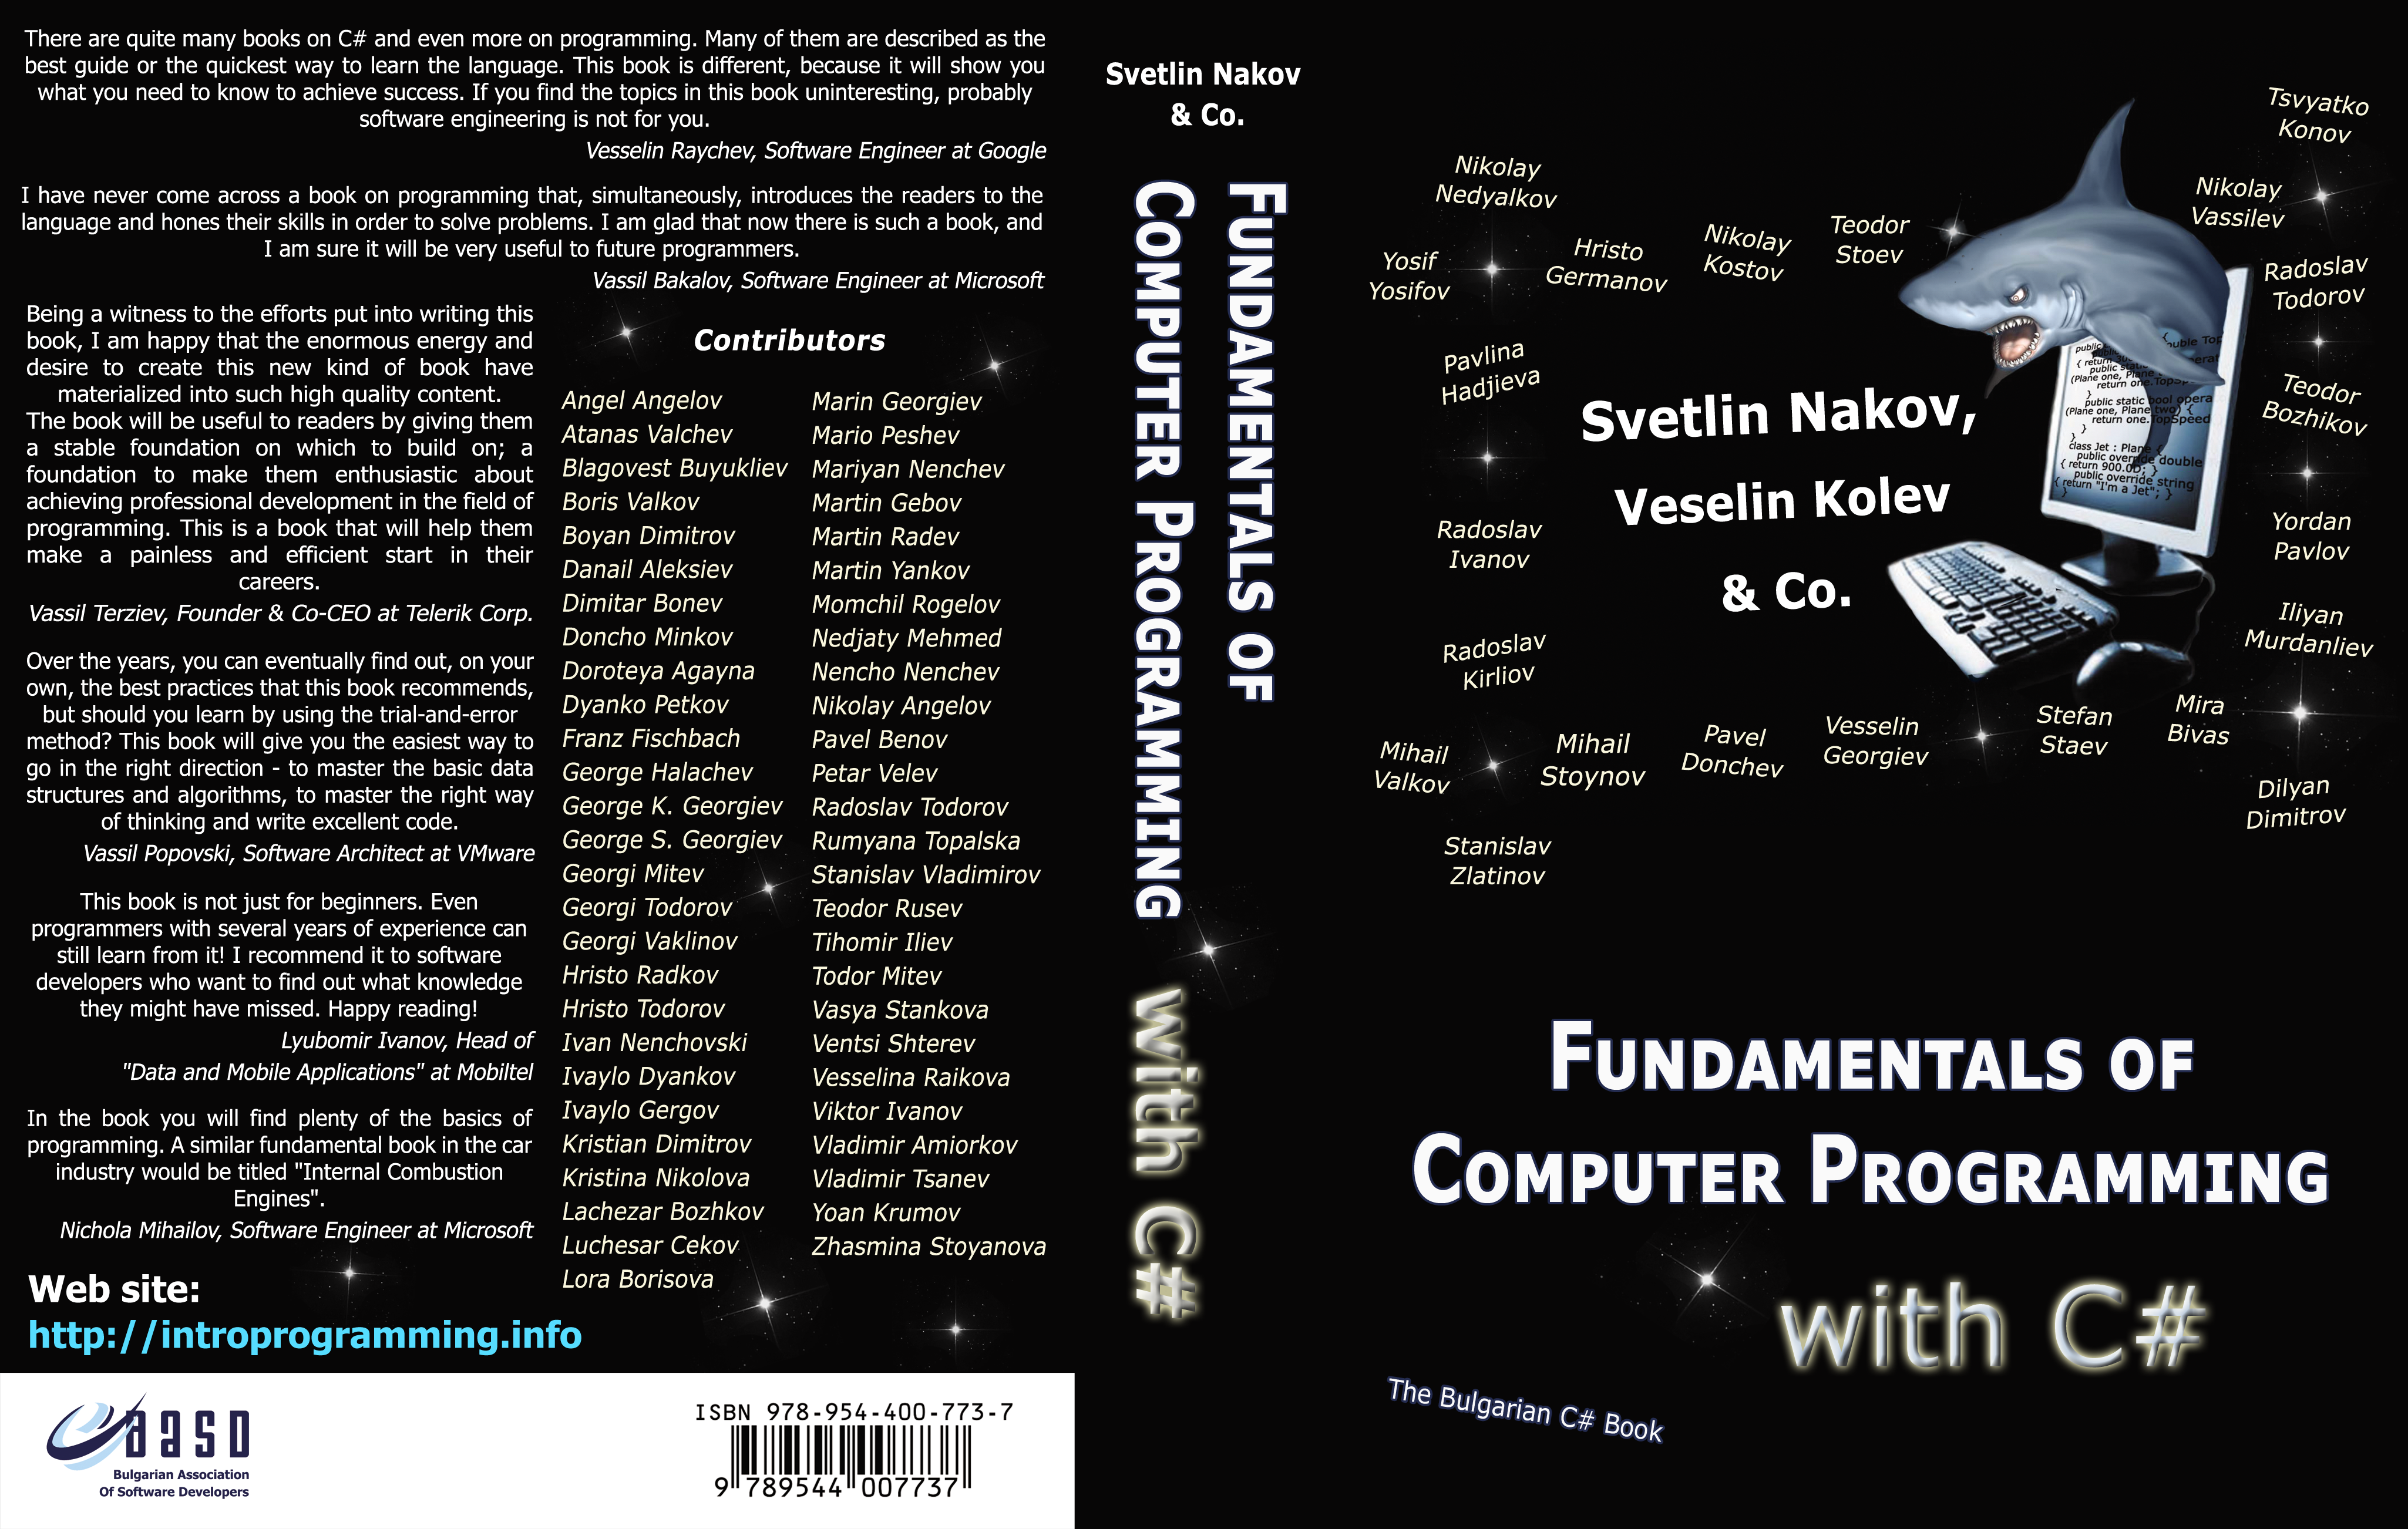 There are quite many books on C# and even more on programming. Many of them are described as the
best guide or the quickest way to learn the language. This book is different, because it will show you
what you need to know to achieve success. If you find the topics in this book uninteresting, probably
software engineering is not for you.
Vesselin Raychev, Software Engineer at Google
I have never come across a book on programming that, simultaneously, introduces the readers to the
language and hones their skills in order to solve problems. I am glad that now there is such a book, and
I am sure it will be very useful to future programmers.
Vassil Bakalov, Software Engineer at Microsoft
Being a witness to the efforts put into writing this
book, I am happy that the enormous energy and
desire to create this new kind of book have
materialized into such high quality content.
The book will be useful to readers by giving them
a stable foundation on which to build on; a
foundation to make them enthusiastic about
achieving professional development in the field of
programming. This is a book that will help them
make a painless and efficient start in their
careers.
Vassil Terziev, Founder & Co-CEO at Telerik Corp.
Over the years, you can eventually find out, on your
own, the best practices that this book recommends,
but should you learn by using the trial-and-error
method? This book will give you the easiest way to
go in the right direction - to master the basic data
structures and algorithms, to master the right way
of thinking and write excellent code.
Vassil Popovski, Software Architect at VMware
This book is not just for beginners. Even
programmers with several years of experience can
still learn from it! I recommend it to software
developers who want to find out what knowledge
they might have missed. Happy reading!
Lyubomir Ivanov, Head of
"Data and Mobile Applications" at Mobiltel
In the book you will find plenty of the basics of
programming. A similar fundamental book in the car
industry would be titled "Internal Combustion
Engines".
Nichola Mihailov, Software Engineer at Microsoft
Web site:
http://introprogramming.info
Contributors
Angel Angelov
Atanas Valchev
Blagovest Buyukliev
Boris Valkov
Boyan Dimitrov
Danail Aleksiev
Dimitar Bonev
Doncho Minkov
Doroteya Agayna
Dyanko Petkov
Franz Fischbach
George Halachev
George K. Georgiev
George S. Georgiev
Georgi Mitev
Georgi Todorov
Georgi Vaklinov
Hristo Radkov
Hristo Todorov
Ivan Nenchovski
Ivaylo Dyankov
Ivaylo Gergov
Kristian Dimitrov
Kristina Nikolova
Lachezar Bozhkov
Luchesar Cekov
Lora Borisova
Marin Georgiev
Mario Peshev
Mariyan Nenchev
Martin Gebov
Martin Radev
Martin Yankov
Momchil Rogelov
Nedjaty Mehmed
Nencho Nenchev
Nikolay Angelov
Pavel Benov
Petar Velev
Radoslav Todorov
Rumyana Topalska
Stanislav Vladimirov
Teodor Rusev
Tihomir Iliev
Todor Mitev
Vasya Stankova
Ventsi Shterev
Vesselina Raikova
Viktor Ivanov
Vladimir Amiorkov
Vladimir Tsanev
Yoan Krumov
Zhasmina Stoyanova
BASD
Bulgarian Association
Of Software Developers
ISBN 978-954-400-773-7
9 789544 007737
Svetlin Nakov
& Co.
FUNDAMENTALS OF
COMPUTER PROGRAMMING
with C#
Nikolay
Nedyalkov
Yosif
Yosifov
Hristo
Germanov
Nikolay
Kostov
Teodor
Stoev
Tsvyatko
Konov
Nikolay
Vassilev
Radoslav
Todorov
Pavlina
Hadjieva
Teodor
Bozhikov
Svetlin Nakov,
Veselin Kolev
& Co.
public static bool opera
(Plane one, Plane two) {
return one.TopSpeed
}
}
class Jet : Plane {
public override double
{ return 900.0D; }
public override string
{ return "I'm a Jet"; }
}
Radoslav
Ivanov
Yordan
Pavlov
Radoslav
Kirliov
Iliyan
Murdanliev
Mihail
Valkov
Mihail
Stoynov
Pavel
Donchev
Vesselin
Georgiev
Stefan
Staev
Mira
Bivas
Dilyan
Dimitrov
Stanislav
Zlatinov
FUNDAMENTALS OF
COMPUTER PROGRAMMING
with C#
The Bulgarian C# Book